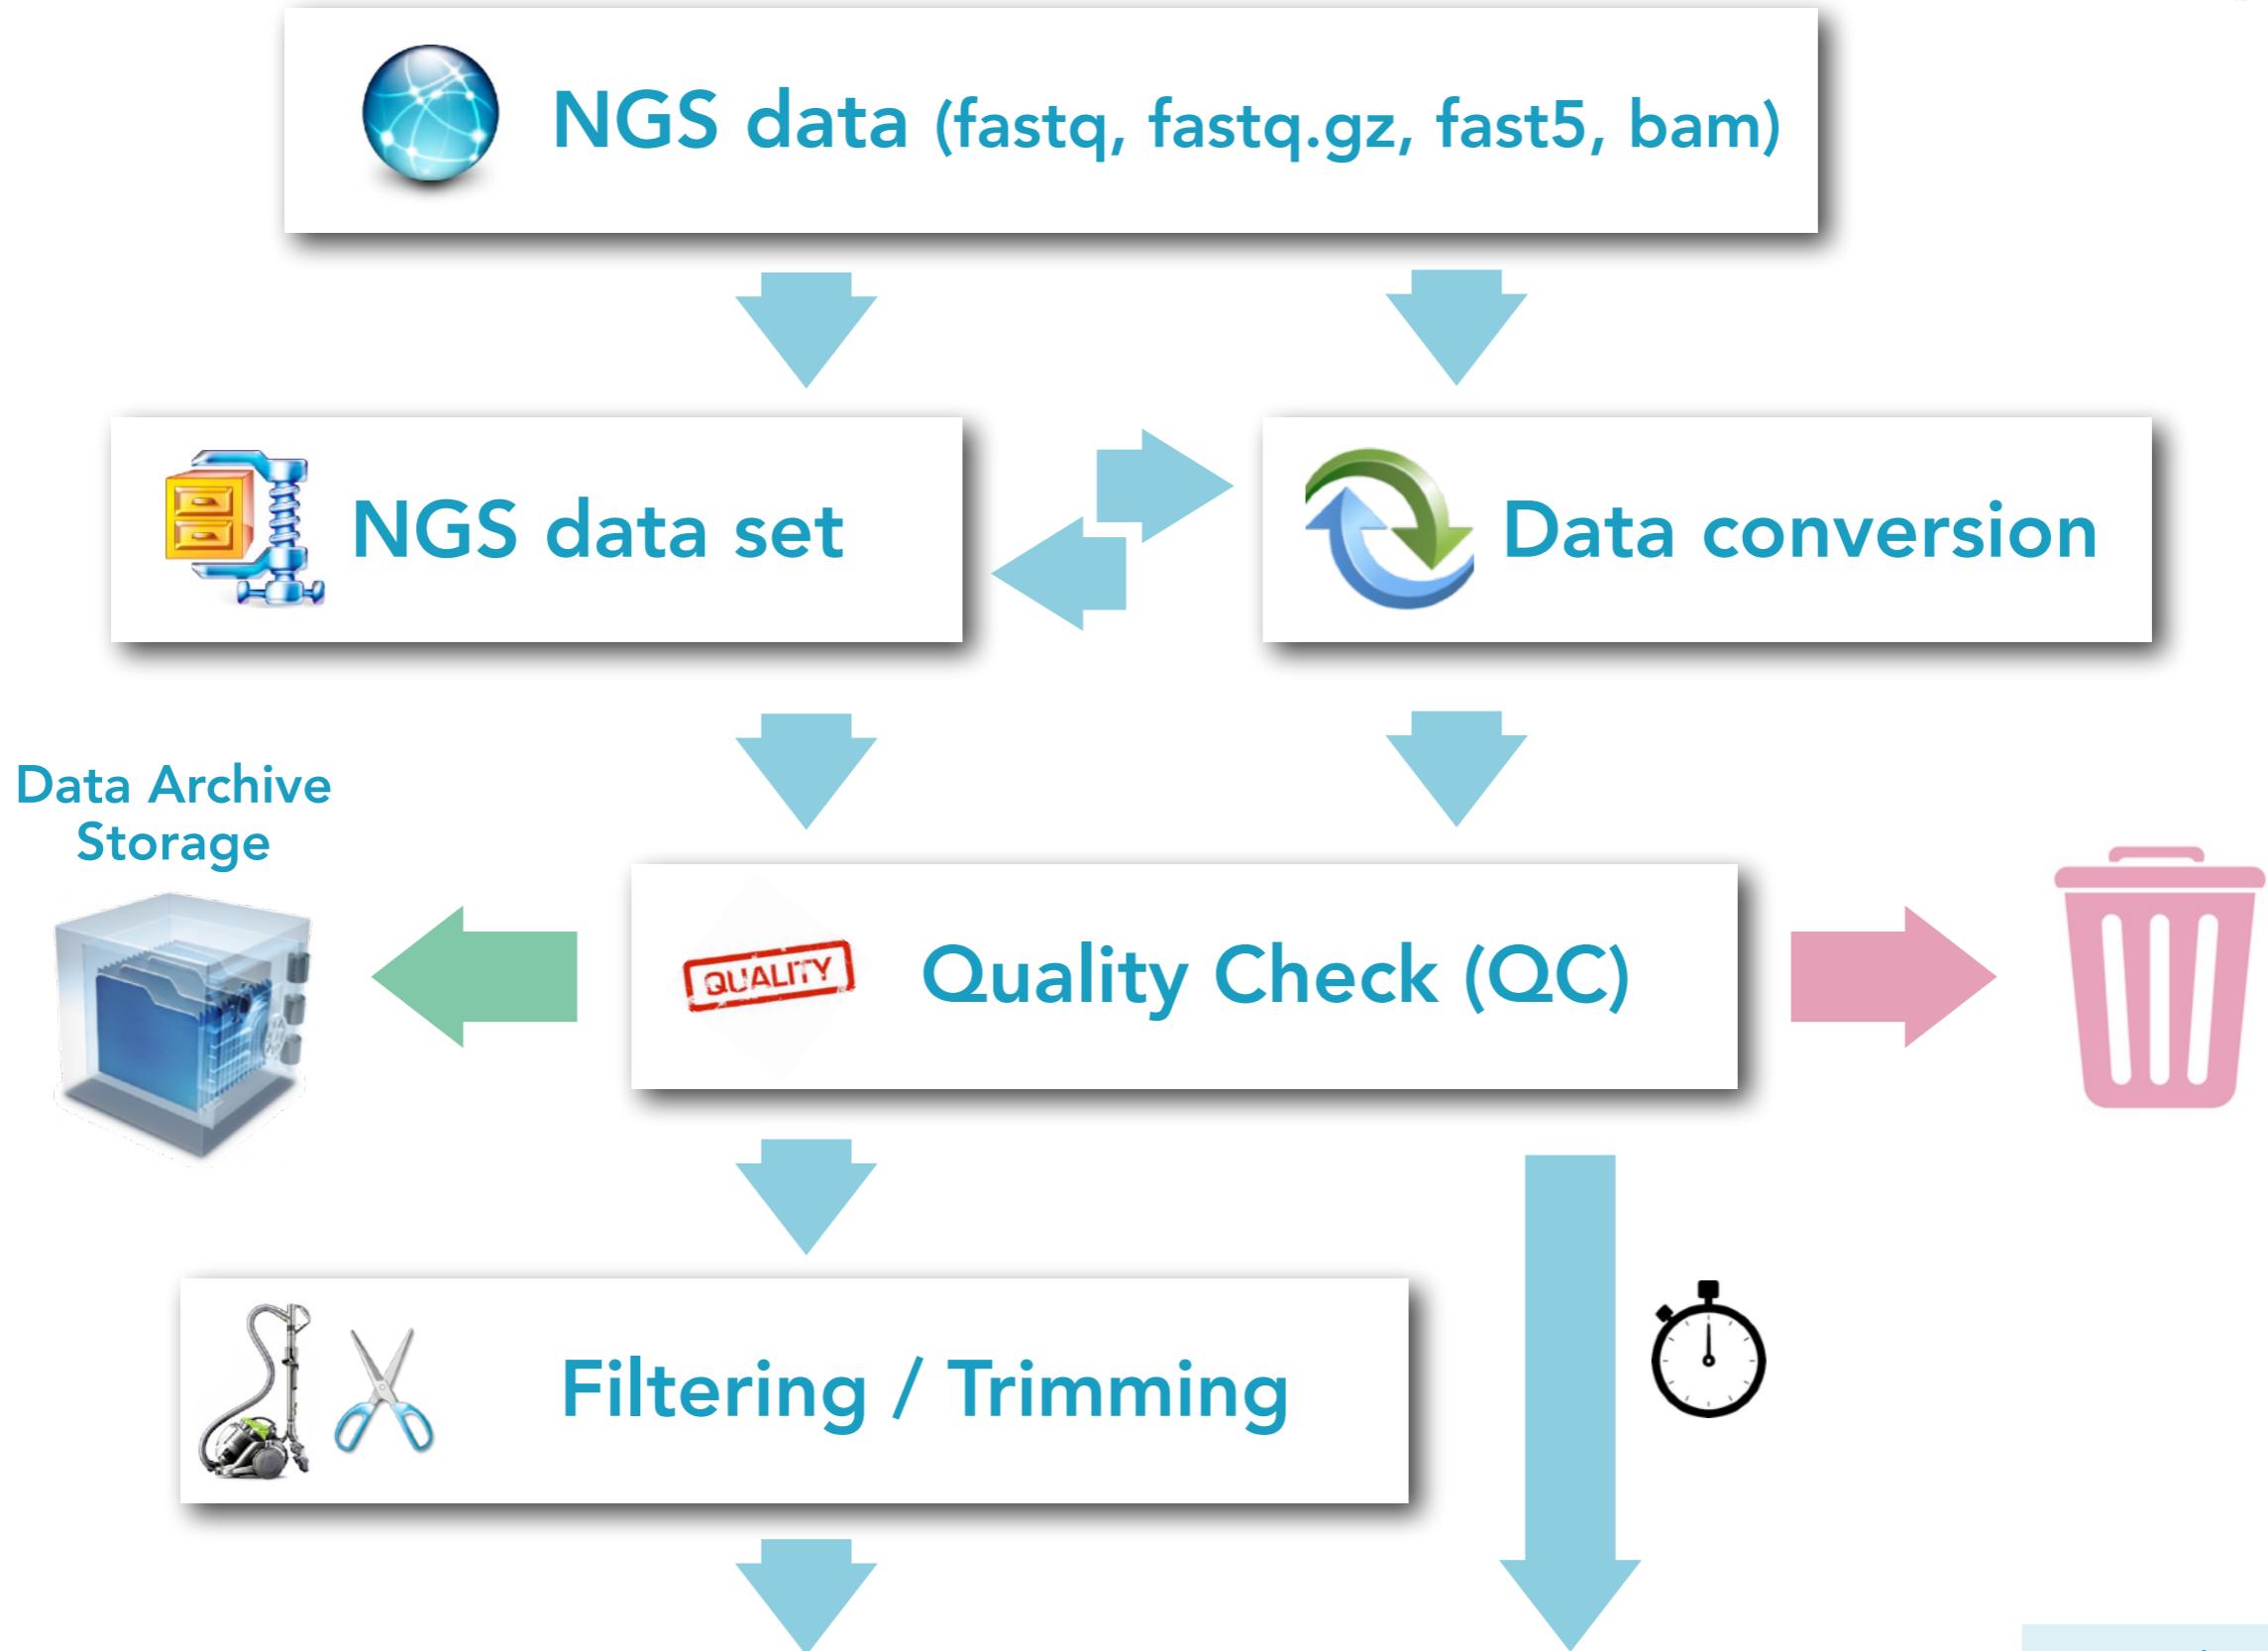 NGS data (fastq, fastq.gz, fast5, bam)
NGS data set
Data conversion
Data Archive
Storage
QUALITY
Quality Check (QC)
Filtering / Trimming